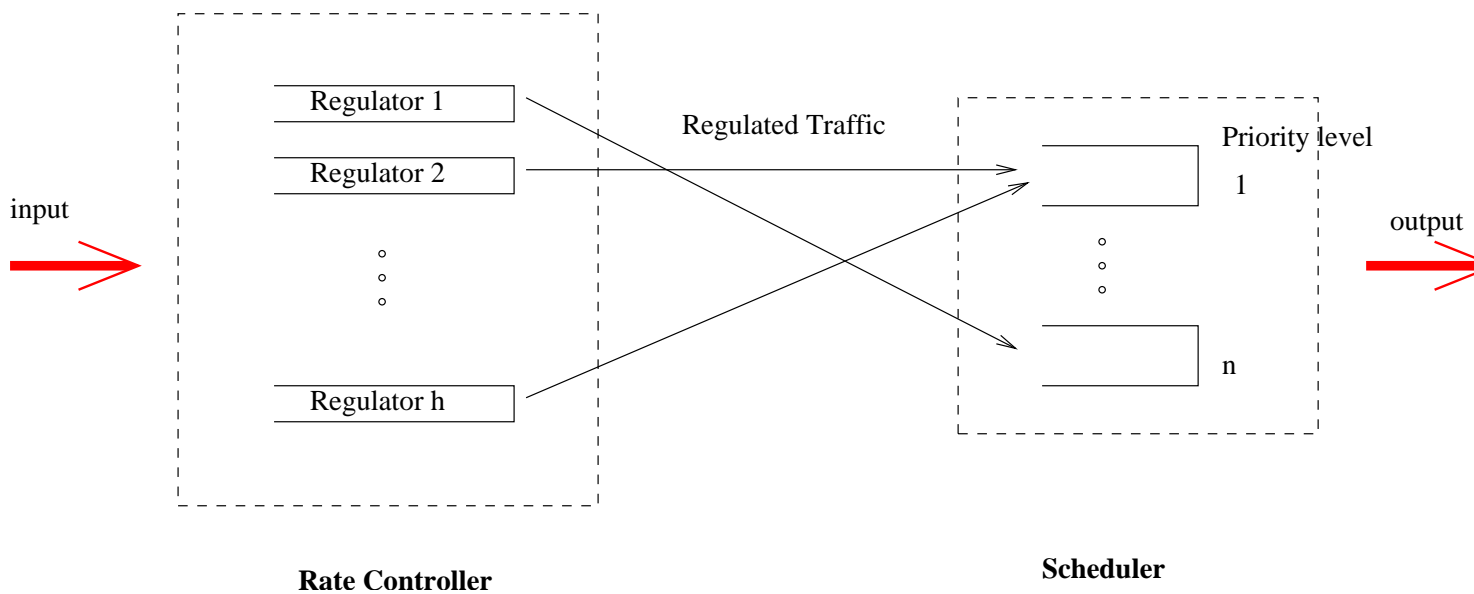 Regulator 1
Regulated Traffic
Priority level
Regulator 2
1
input
output
Regulator h
n
Rate Controller
Scheduler